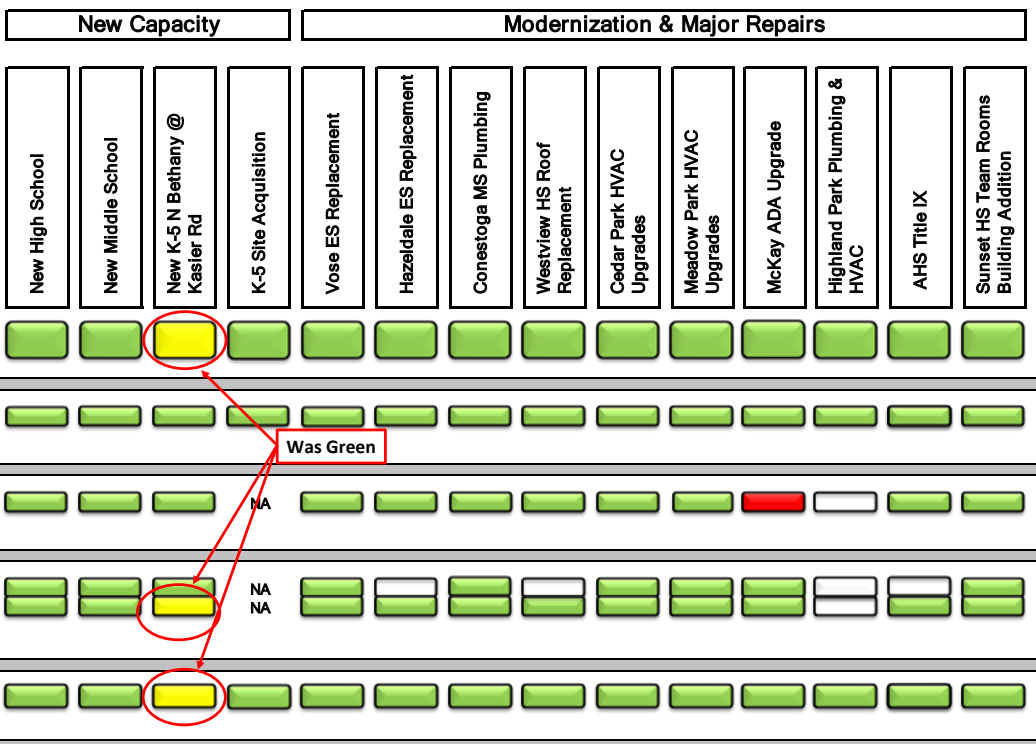 New Capacity
Modernization & Major Repairs
New High School
New Middle School
New K-5 N Bethany @
Kasier Rd
K-5 Site Acquisition
Vose ES Replacement
Hazeldale ES Replacement
Conestoga MS Plumbing
Westview HS Roof
Replacement
Cedar Park HVAC
Upgrades
Meadow Park HVAC
Upgrades
McKay ADA Upgrade
Highland Park Plumbing &
HVAC
AHS Title IX
Sunset HS Team Rooms
Building Addition
Was Green
NA
NA
NA